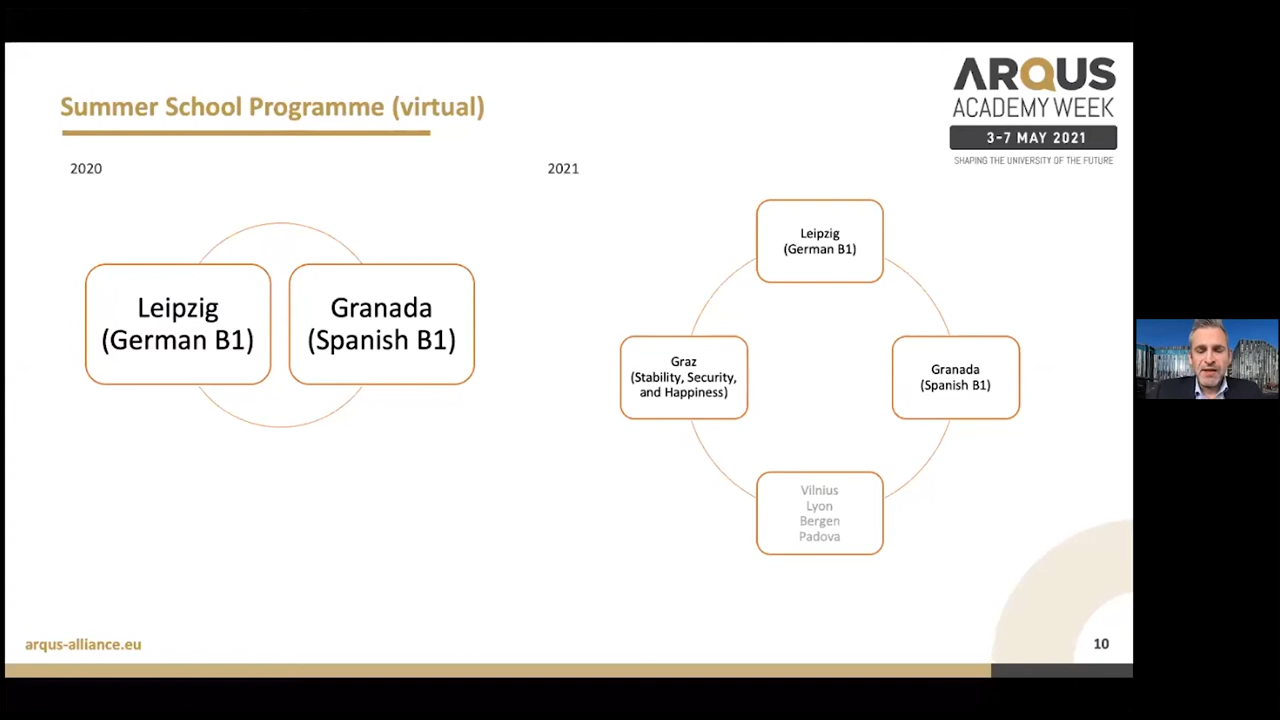 Summer School Programme (virtual)
ARQUS
ACADEMY WEEK
3-7 MAY 2021
SHAPING THE UNIVERSITY OF THE FUTURE
2020
Leipzig
(German B1)
Granada
(Spanish B1)
2021
Leipzig
(German B1)
Graz
(Stability, Security,
and Happiness)
Granada
(Spanish B1)
Vilnius
Lyon
Bergen
Padova
arqus-alliance.eu
10